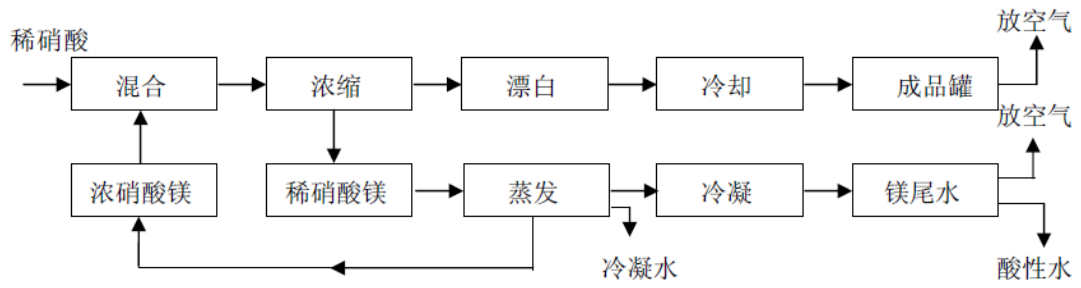 稀硝酸
放空气
混合
浓缩
漂白
冷却
成品罐
放空气
浓硝酸镁
稀硝酸镁
蒸发
冷凝
镁尾水
冷凝水
酸性水